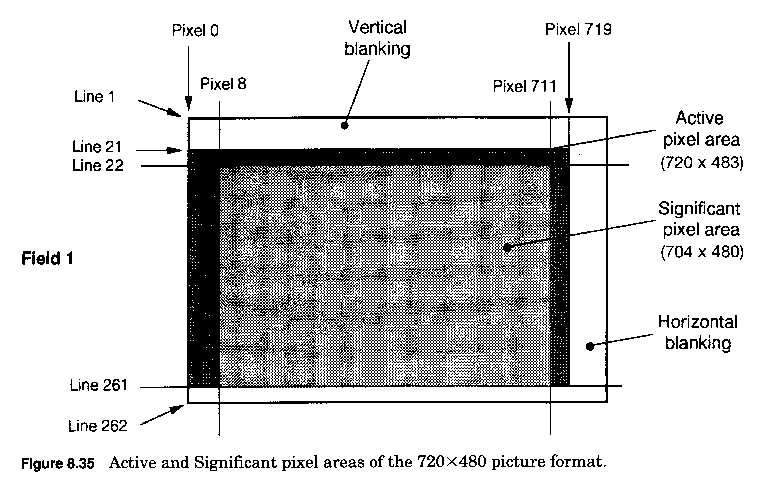 Pixel 0
Vertical
blanking
Pixel 719
Pixel 8
Pixel 711
Line 1
Active
pixel area
(720 x 483)
Line 21
Line 22
Significant
pixel area
(704 x 480)
Field 1
Horizontal
blanking
Line 261
Line 262
Figure 8.35 Active and Significant pixel areas of the 720×480 picture format.